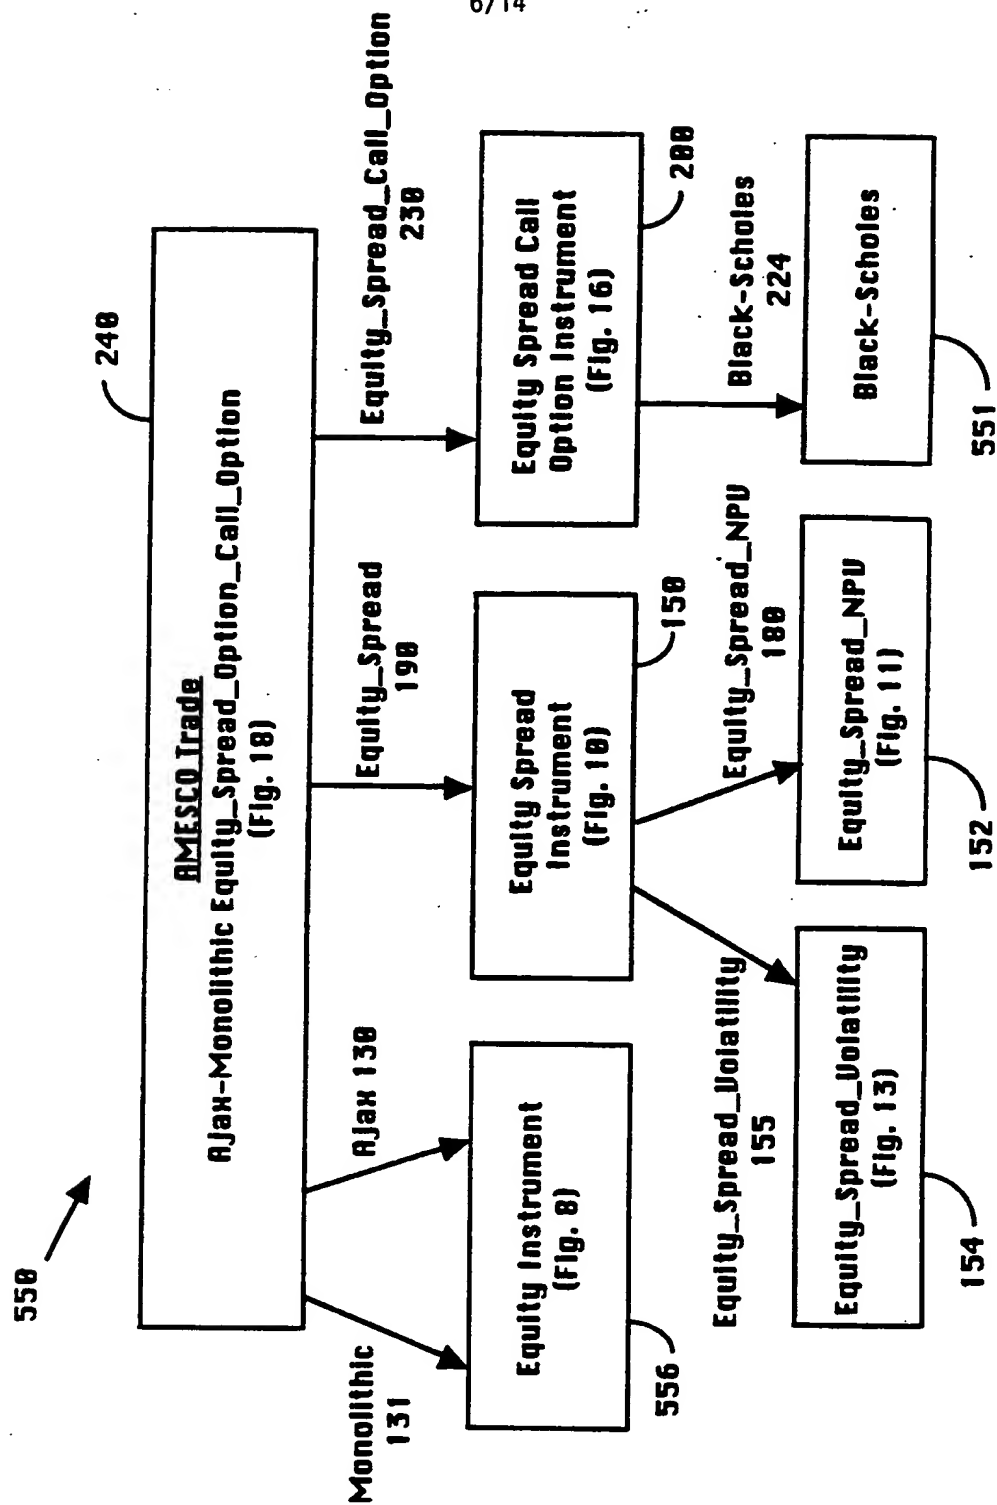 6/14
550
240
AMESCO Trade
Ajax-Monolithic Equity_Spread_Option_Call_Option
(Fig. 18)
Monolithic
131
Ajax 130
Equity_Spread
190
Equity_Spread_Call_Option
230
Equity Instrument
(Fig. 8)
556
Equity Spread
Instrument
(Fig. 10)
150
Equity Spread Call
Option Instrument
(Fig. 16)
200
Equity_Spread_Volatility
155
Equity_Spread_NPV
180
Black-Scholes
224
Equity_Spread_Volatility
(Fig. 13)
154
Equity_Spread_NPV
(Fig. 11)
152
Black-Scholes
551